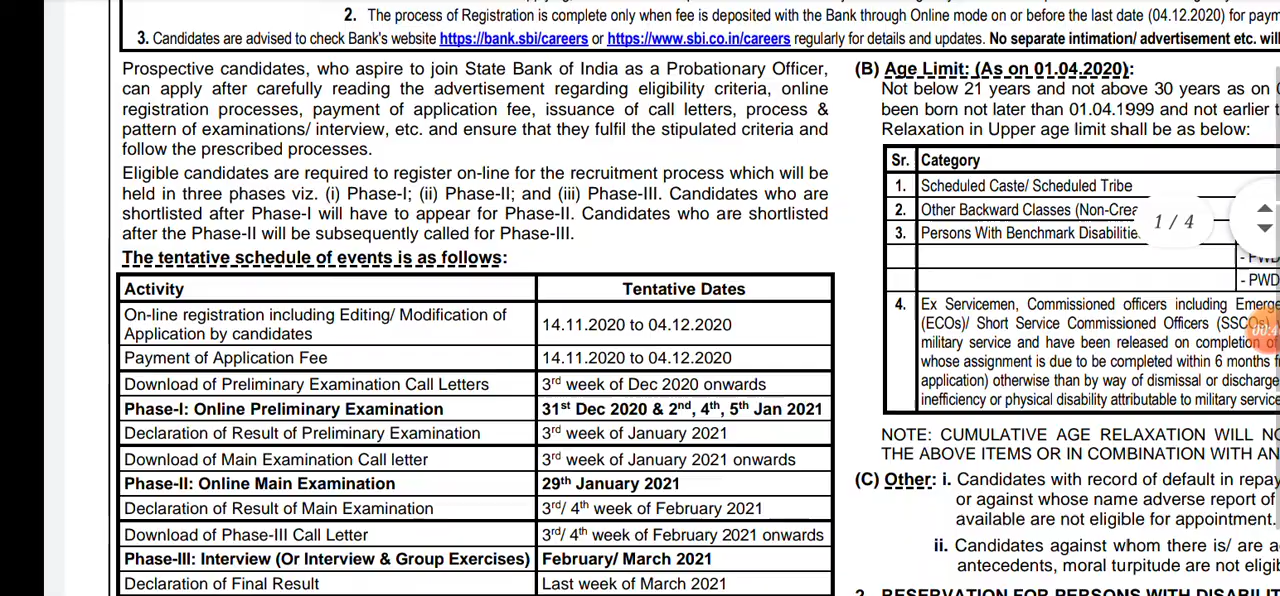 2. The process of Registration is complete only when fee is deposited with the Bank through Online mode on or before the last date (04.12.2020) for
3. Candidates are advised to check Bank's website https://bank.sbi/careers or https://www.sbi.co.in/careers regularly for details and updates. No separate intimation/ advertisement etc.
Prospective candidates, who aspire to join State Bank of India as a Probationary Officer,
can apply after carefully reading the advertisement regarding eligibility criteria, online
registration processes, payment of application fee, issuance of call letters, process &
pattern of examinations/ interview, etc. and ensure that they fulfil the stipulated criteria and
follow the prescribed processes.
Eligible candidates are required to register on-line for the recruitment process which will be
held in three phases viz. (i) Phase-I; (ii) Phase-II; and (iii) Phase-III. Candidates who are
shortlisted after Phase-I will have to appear for Phase-II. Candidates who are shortlisted
after the Phase-II will be subsequently called for Phase-III.
The tentative schedule of events is as follows:
Activity Tentative Dates
On-line registration including Editing/ Modification of
Application by candidates 14.11.2020 to 04.12.2020
Payment of Application Fee 14.11.2020 to 04.12.2020
Download of Preliminary Examination Call Letters 3rd week of Dec 2020 onwards
Phase-I: Online Preliminary Examination 31st Dec 2020 & 2nd, 4th, 5th Jan 2021
Declaration of Result of Preliminary Examination 3rd week of January 2021
Download of Main Examination Call letter 3rd week of January 2021 onwards
Phase-II: Online Main Examination 29th January 2021
Declaration of Result of Main Examination 3rd/ 4th week of February 2021
Download of Phase-III Call Letter 3rd/ 4th week of February 2021 onwards
Phase-III: Interview (Or Interview & Group Exercises) February/ March 2021
Declaration of Final Result Last week of March 2021
(B) Age Limit: (As on 01.04.2020):
Not below 21 years and not above 30 years as on
been born not later than 01.04.1999 and not earlier
Relaxation in Upper age limit shall be as below:
Sr. Category
1. Scheduled Caste/ Scheduled Tribe
2. Other Backward Classes
3. Persons With Benchmark
- PWD
- PWD
4. Ex Servicemen, Commissioned officers including
(ECOs)/ Short Service Commissioned Officers (SSCOs)
military service and have been released on completion of
whose assignment is due to be completed within 6 months
application) otherwise than by way of dismissal or discharge
inefficiency or physical disability attributable to military service
NOTE: CUMULATIVE AGE RELAXATION WILL
THE ABOVE ITEMS OR IN COMBINATION WITH
(C) Other: i. Candidates with record of default in
or against whose name adverse report of
available are not eligible for appointment.
ii. Candidates against whom there is/ are
antecedents, moral turpitude are not
2. RESERVATION FOR PERSONS WITH
1 / 4